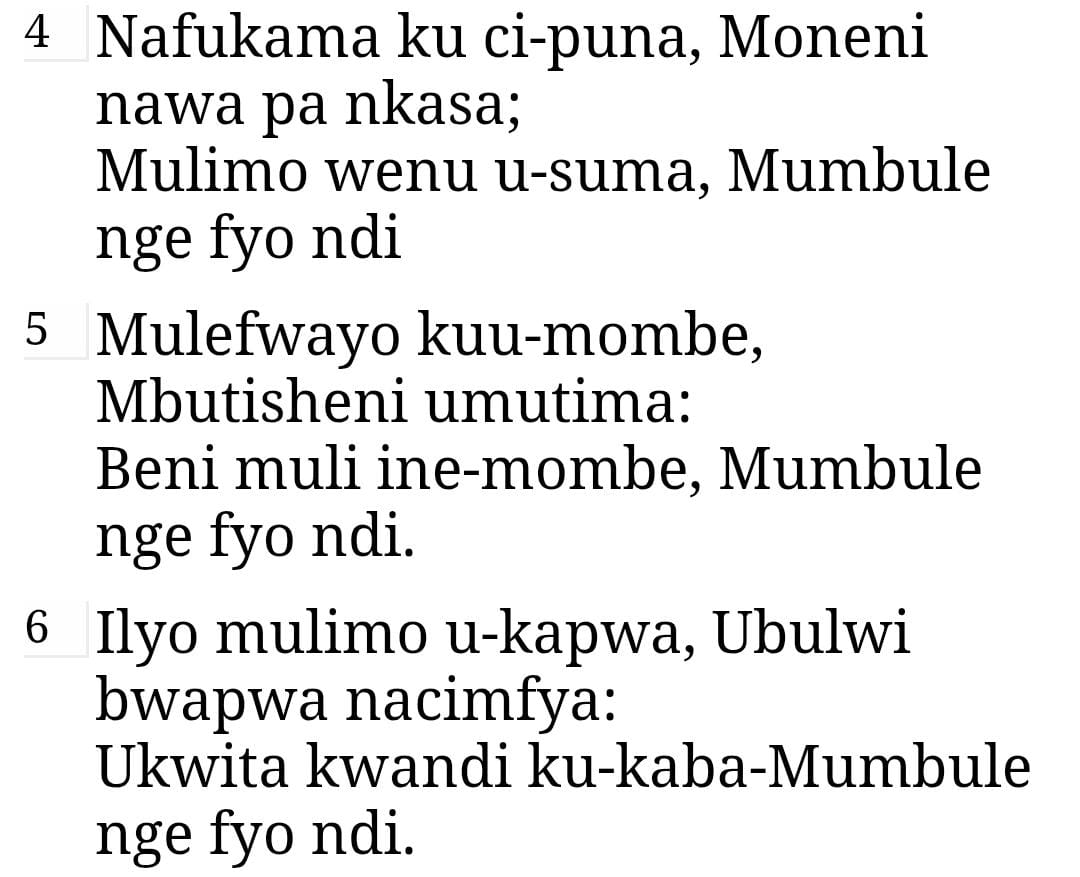 4 Nafukama ku ci-puna, Moneni
nawa pa nkasa;
Mulimo wenu u-suma, Mumbule
nge fyo ndi
5 Mulefwayo kuu-mombe,
Mbutisheni umutima:
Beni muli ine-mombe, Mumbule
nge fyo ndi.
6 Ilyo mulimo u-kapwa, Ubulwi
bwapwa nacimfya:
Ukwita kwandi ku-kaba-Mumbule
nge fyo ndi.